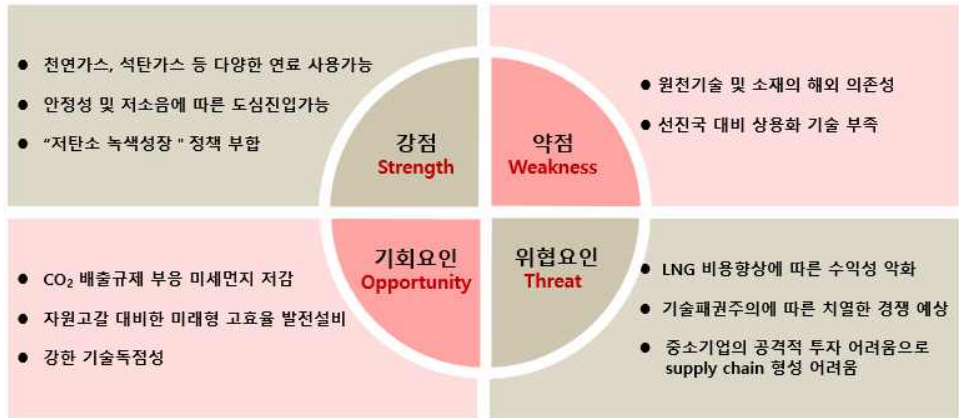 ● 천연가스, 석탄가스 등 다양한 연료 사용가능
● 안정성 및 저소음에 따른 도심진입가능
● “저탄소 녹색성장 " 정책 부합
강점
Strength
● 원천기술 및 소재의 해외 의존성
● 선진국 대비 상용화 기술 부족
약점
Weakness
● CO₂ 배출규제 부응 미세먼지 저감
● 자원고갈 대비한 미래형 고효율 발전설비
● 강한 기술독점성
기회요인
Opportunity
위협요인
Threat
● LNG 비용향상에 따른 수익성 악화
● 기술패권주의에 따른 치열한 경쟁 예상
● 중소기업의 공격적 투자 어려움으로
supply chain 형성 어려움